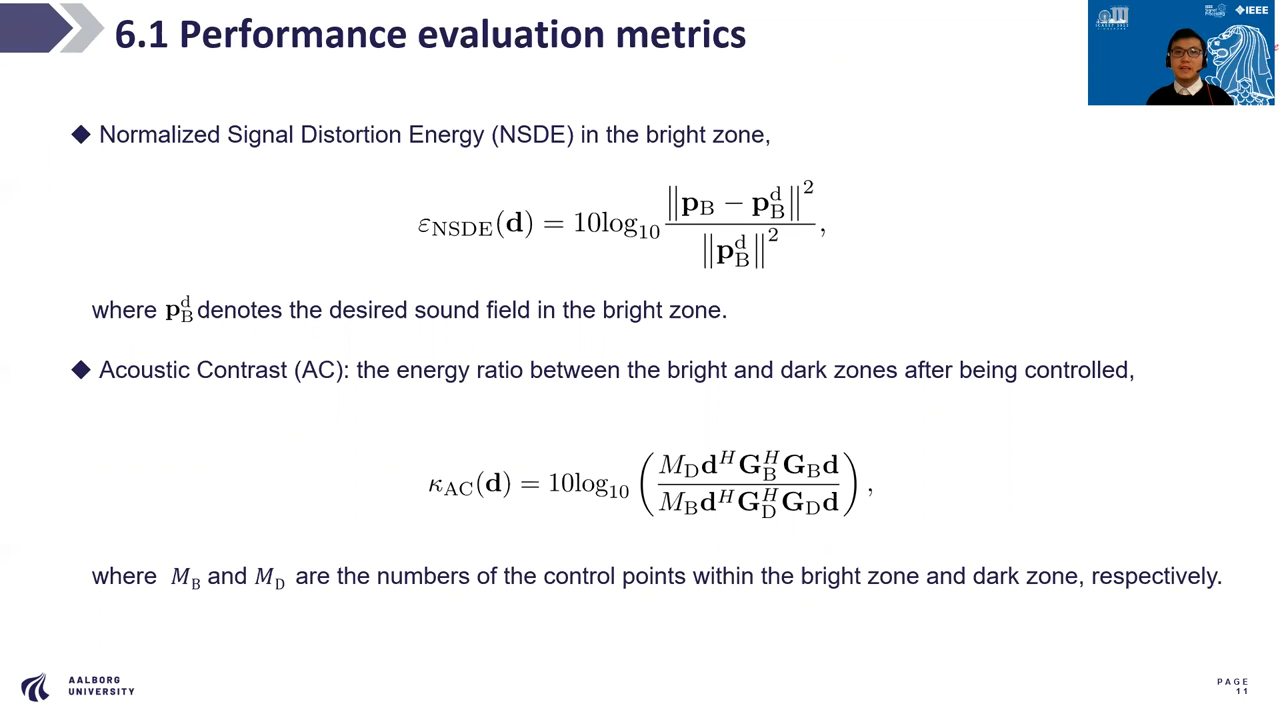 6.1 Performance evaluation metrics
IEEE
◆ Normalized Signal Distortion Energy (NSDE) in the bright zone,
ε_NSDE(d) = 10log₁₀ ‖p_B − p_B^d‖² / ‖p_B^d‖²,
where p_B^d denotes the desired sound field in the bright zone.
◆ Acoustic Contrast (AC): the energy ratio between the bright and dark zones after being controlled,
κ_AC(d) = 10log₁₀ (M_D d^H G_B^H G_B d / M_B d^H G_D^H G_D d),
where M_B and M_D are the numbers of the control points within the bright zone and dark zone, respectively.
AALBORG
UNIVERSITY
PAGE
11